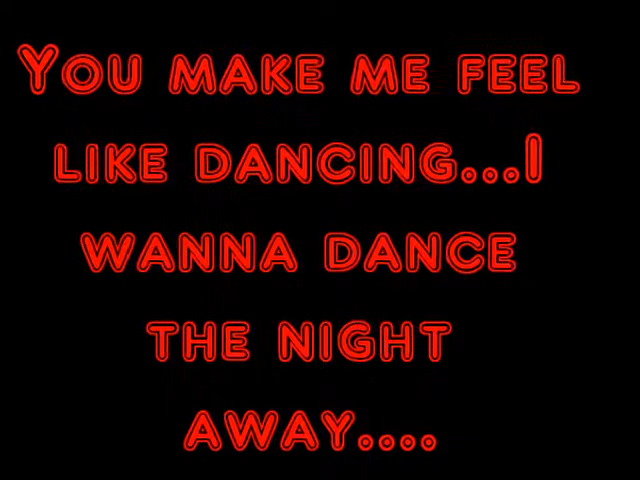 You make me feel
like dancing...I
wanna dance
the night
away....